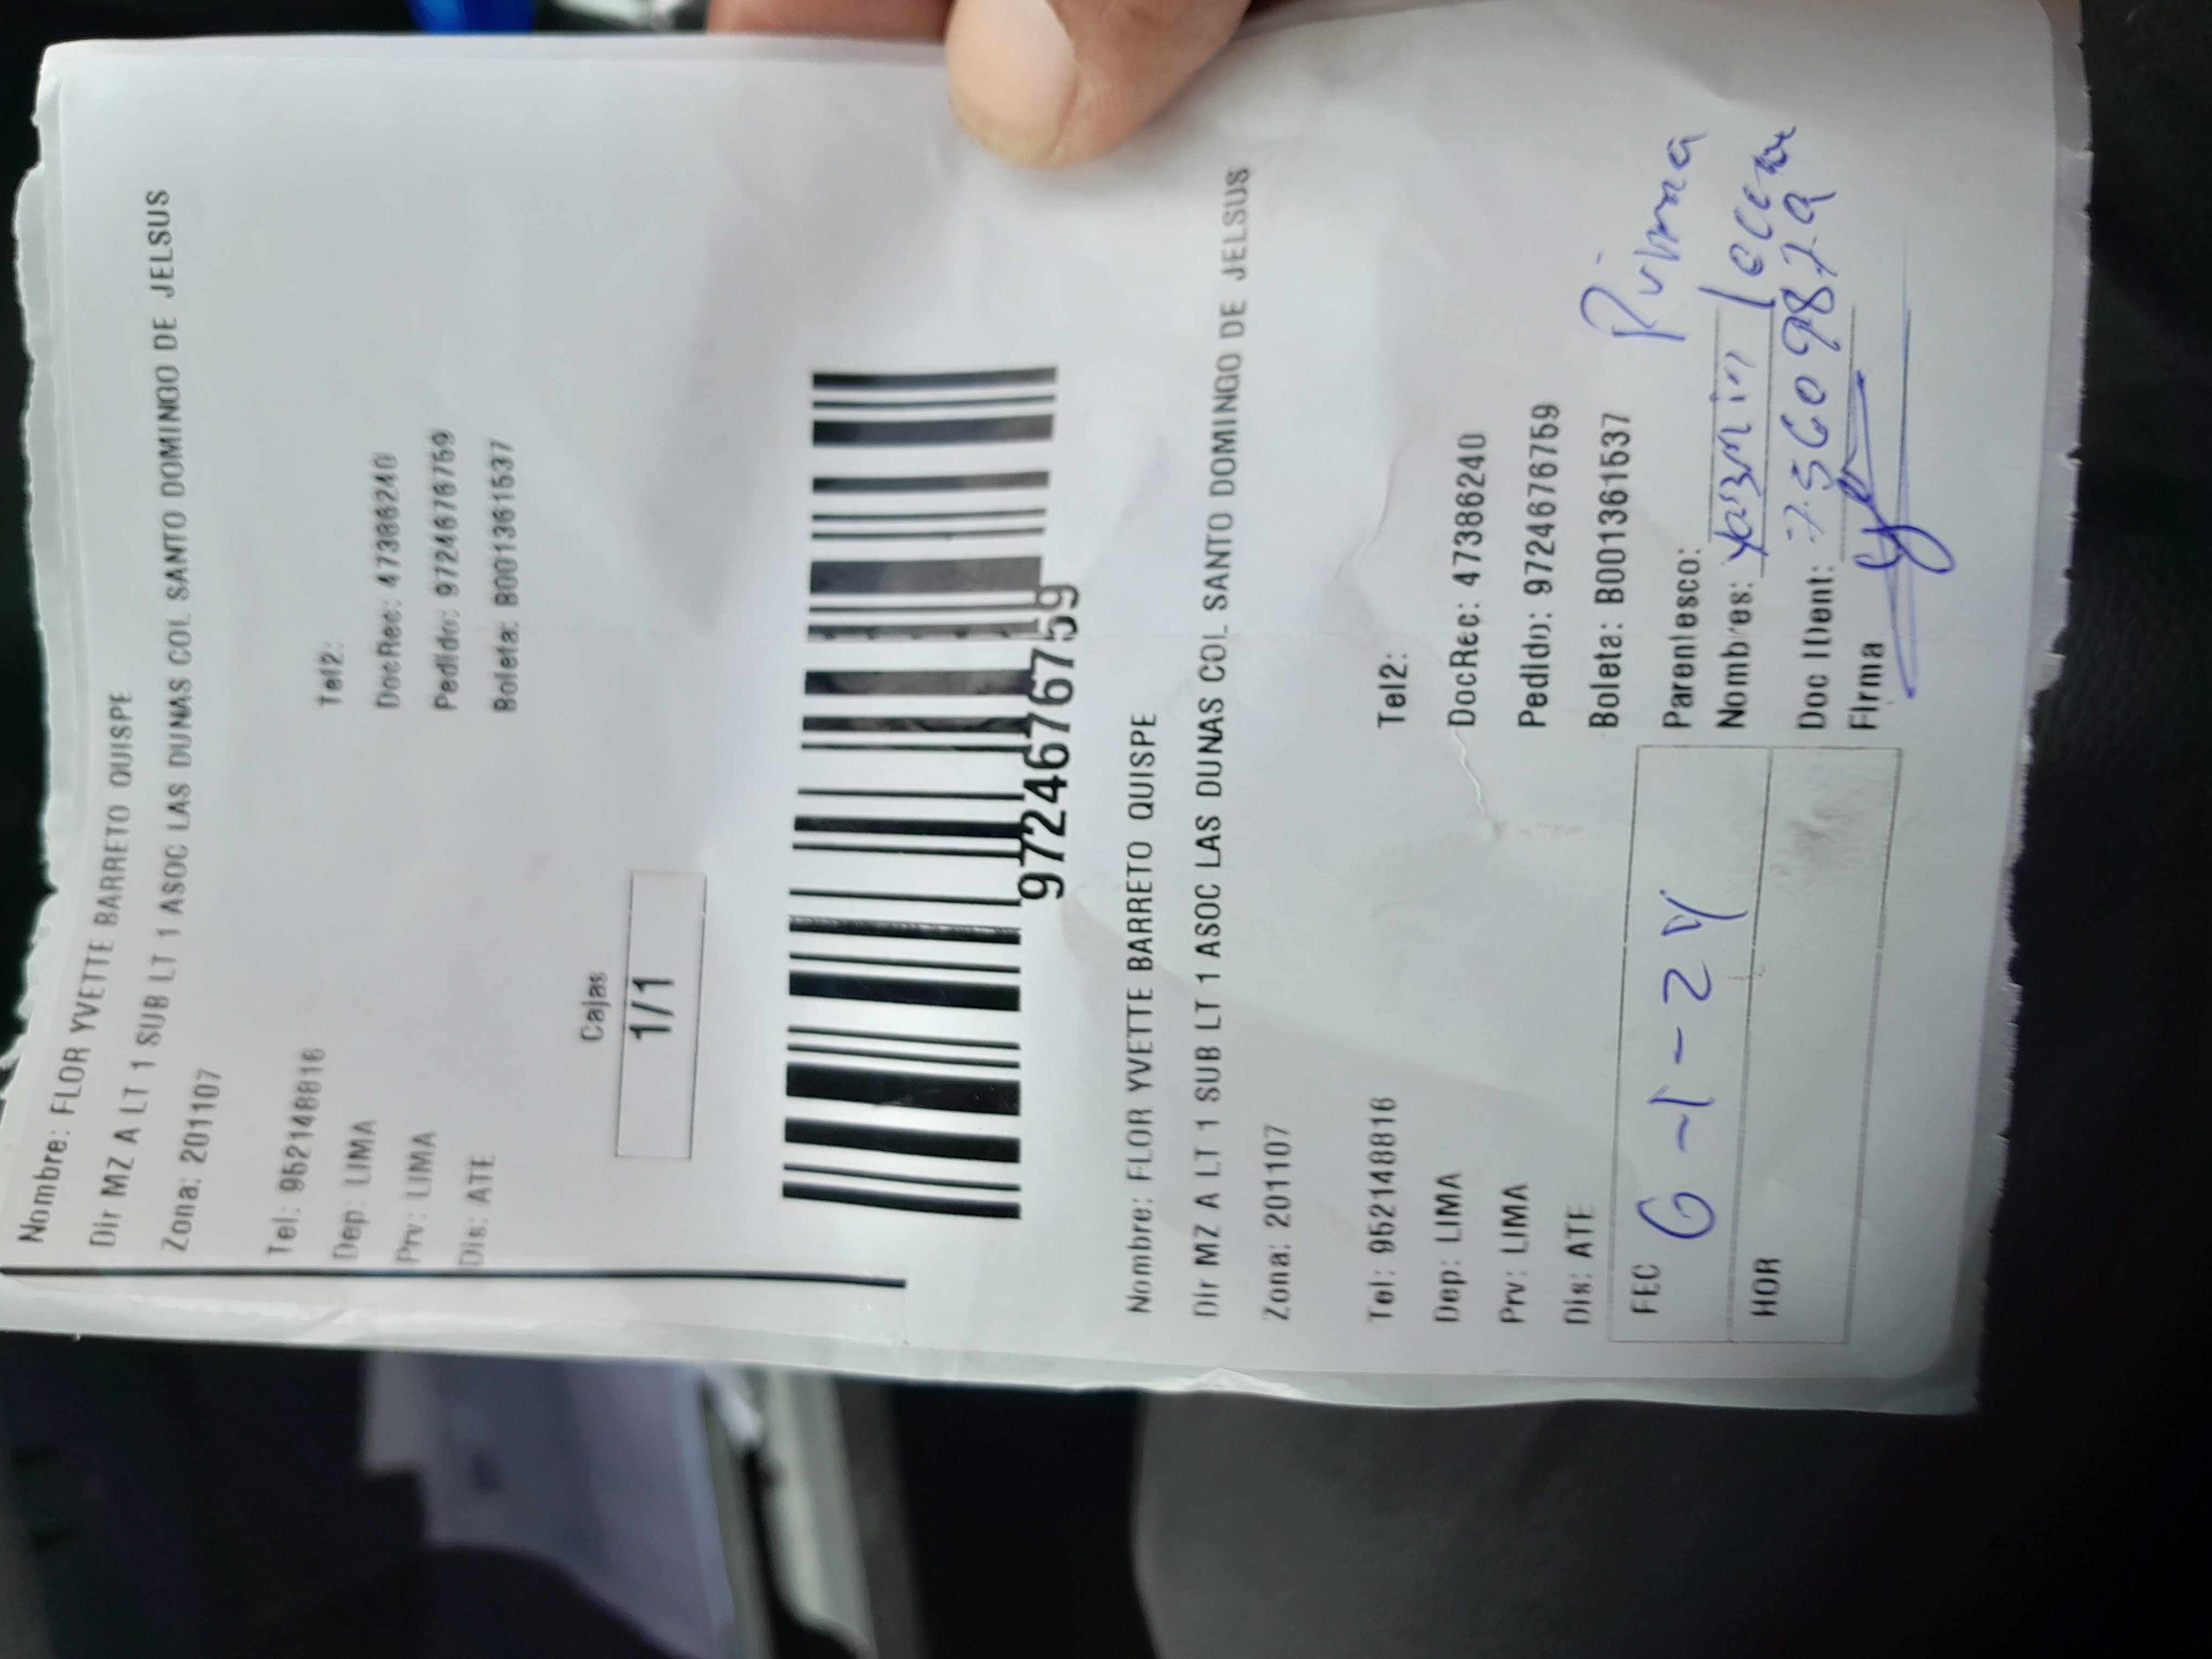 Nombre: FLOR YVETTE BARRETO QUISPE
Dir MZ A LT 1 SUB LT 1 ASOC LAS DUNAS COL SANTO DOMINGO DE JELSUS
Zona: 201107
Tel: 952148816 Tel2:
Dep: LIMA DocRec: 47386240
Prv: LIMA Pedido: 9724676759
Dis: ATE Boleta: B001361537
Cajas
1/1
9724676759
Nombre: FLOR YVETTE BARRETO QUISPE
Dir MZ A LT 1 SUB LT 1 ASOC LAS DUNAS COL SANTO DOMINGO DE JELSUS
Zona: 201107
Tel: 952148816 Tel2:
Dep: LIMA DocRec: 47386240
Prv: LIMA Pedido: 9724676759
Dis: ATE Boleta: B001361537
FEC 6-1-24 Parentesco: Prima
Nombres: Yasmin
HOR Doc IDent:
Firma